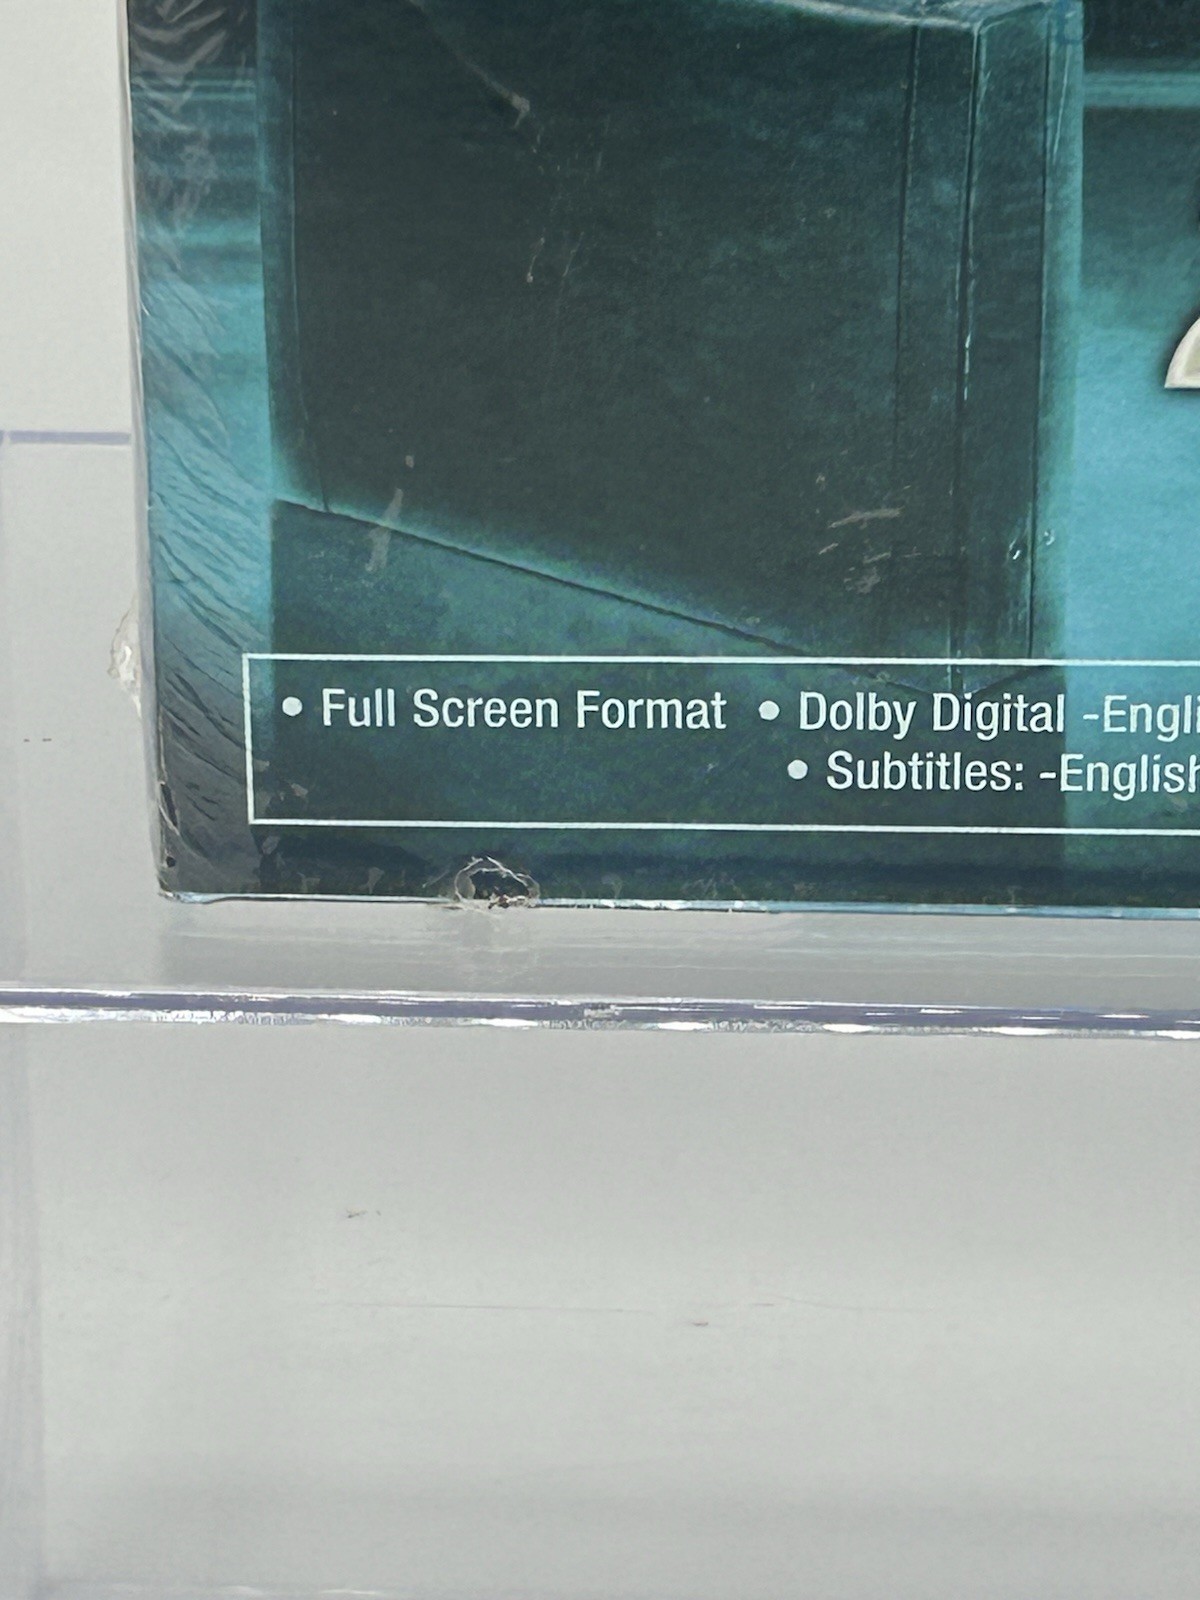 • Full Screen Format • Dolby Digital -Engli
• Subtitles: -English